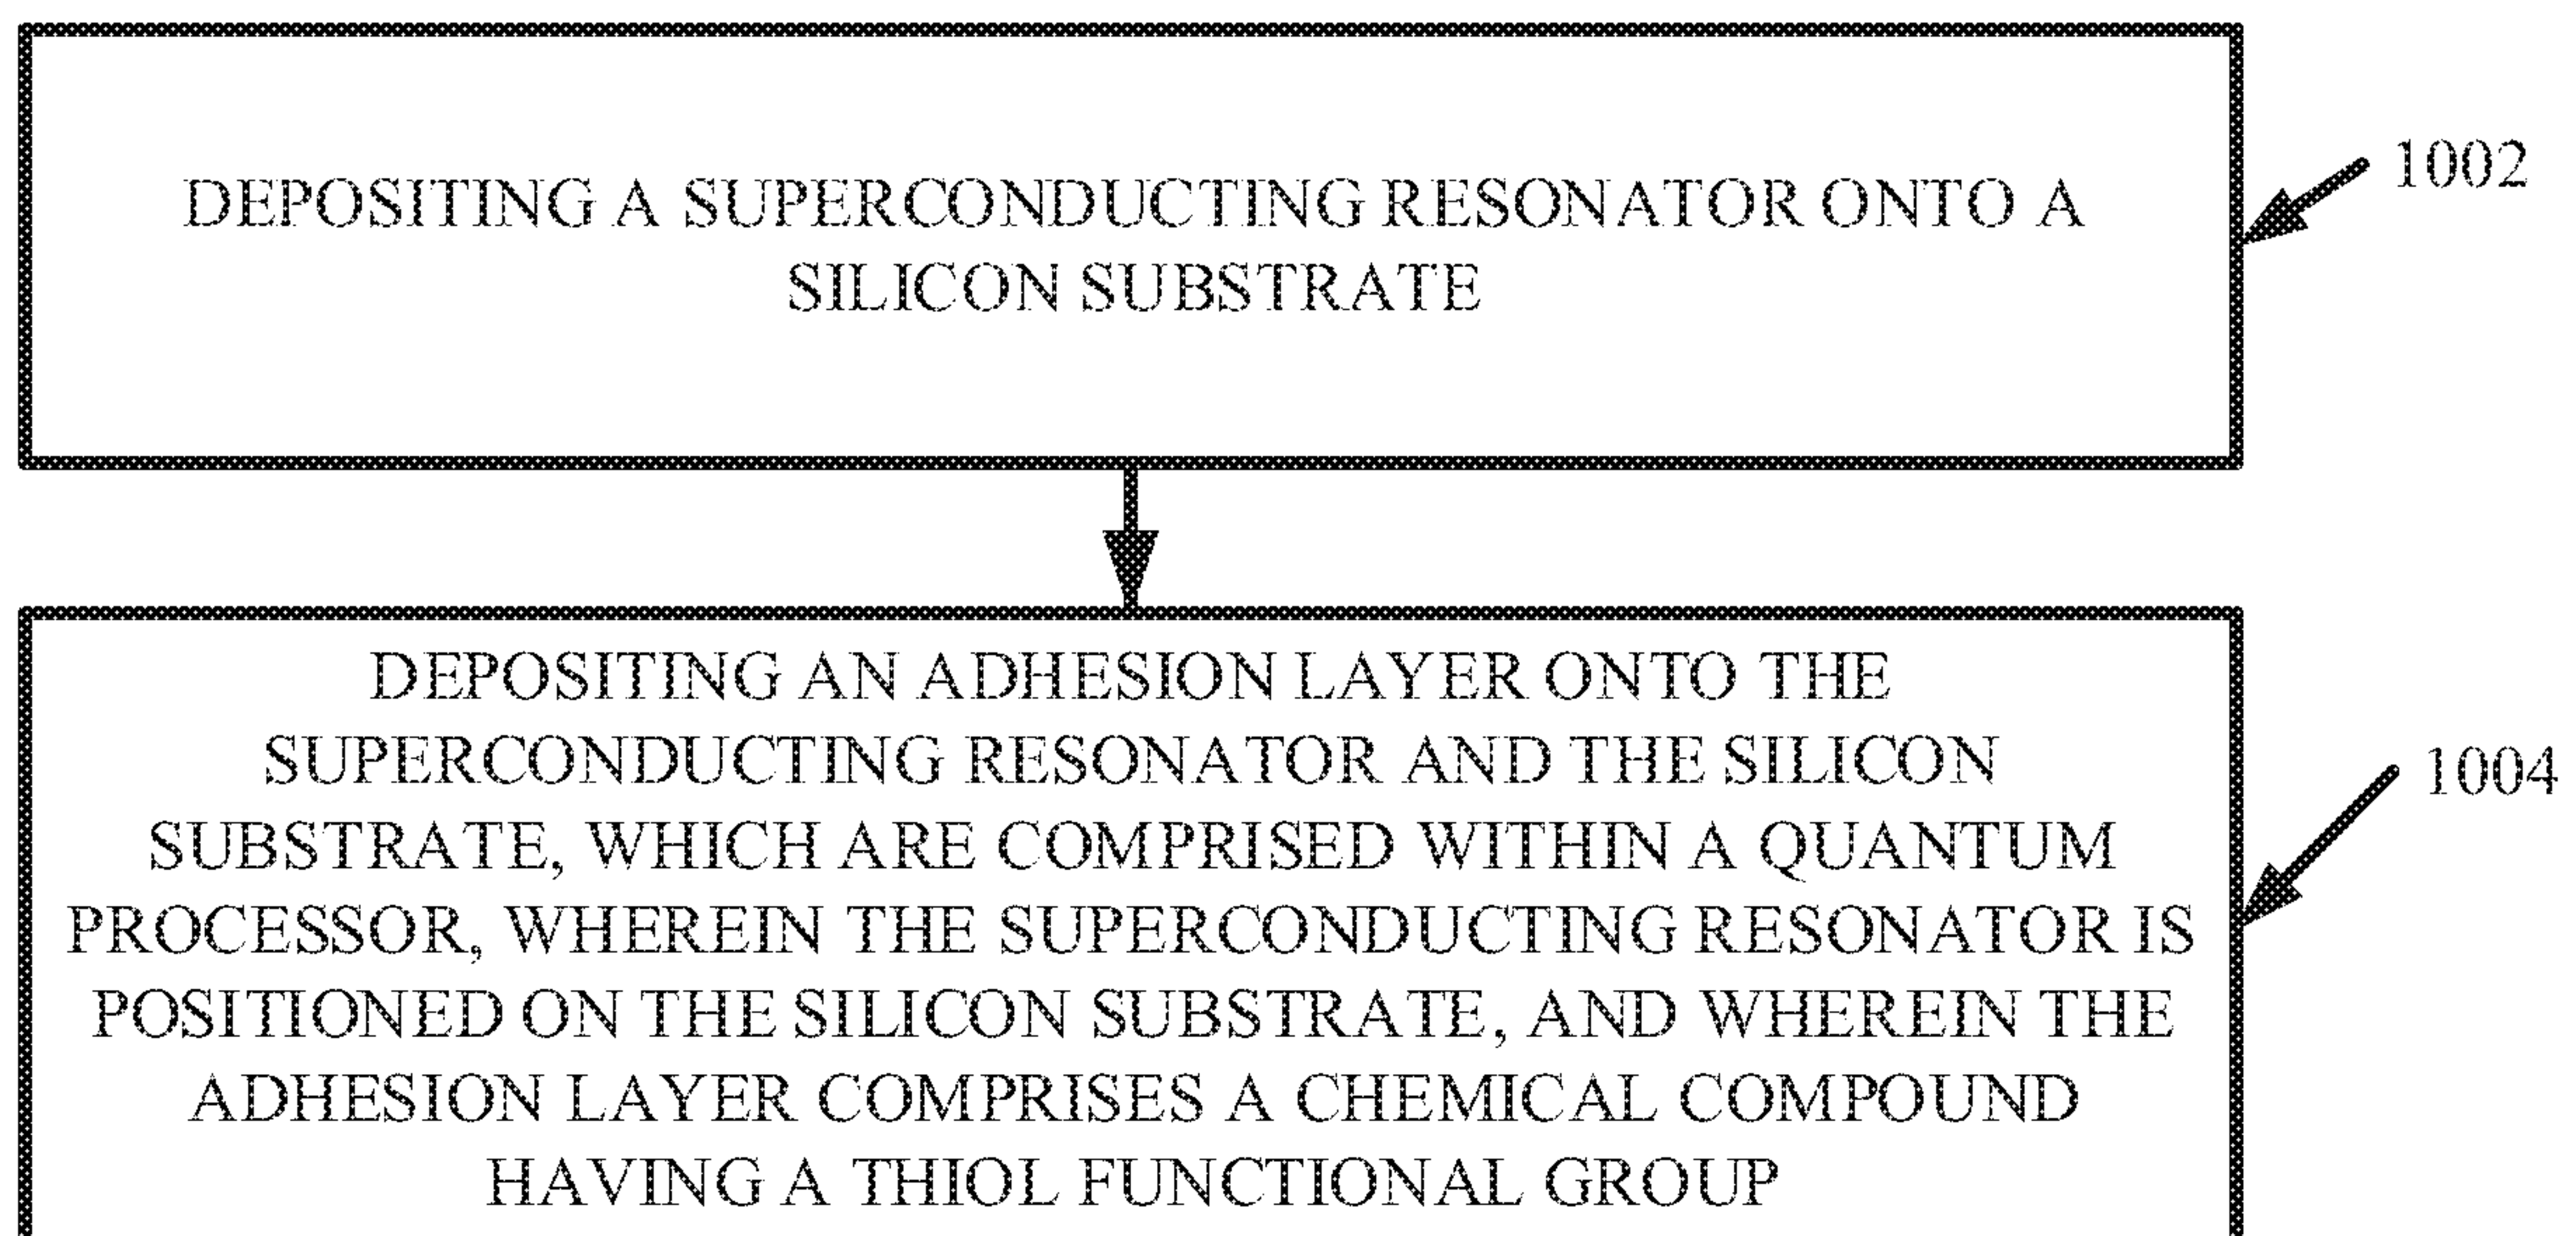 DEPOSITING A SUPERCONDUCTING RESONATOR ONTO A
SILICON SUBSTRATE
1002
DEPOSITING AN ADHESION LAYER ONTO THE
SUPERCONDUCTING RESONATOR AND THE SILICON
SUBSTRATE, WHICH ARE COMPRISED WITHIN A QUANTUM
PROCESSOR, WHEREIN THE SUPERCONDUCTING RESONATOR IS
POSITIONED ON THE SILICON SUBSTRATE, AND WHEREIN THE
ADHESION LAYER COMPRISES A CHEMICAL COMPOUND
HAVING A THIOL FUNCTIONAL GROUP
1004